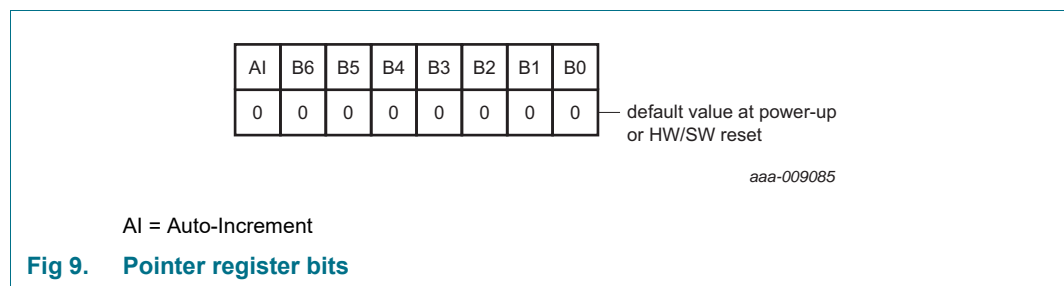 AI B6 B5 B4 B3 B2 B1 B0
0 0 0 0 0 0 0 0 default value at power-up
or HW/SW reset
aaa-009085
AI = Auto-Increment
Fig 9. Pointer register bits